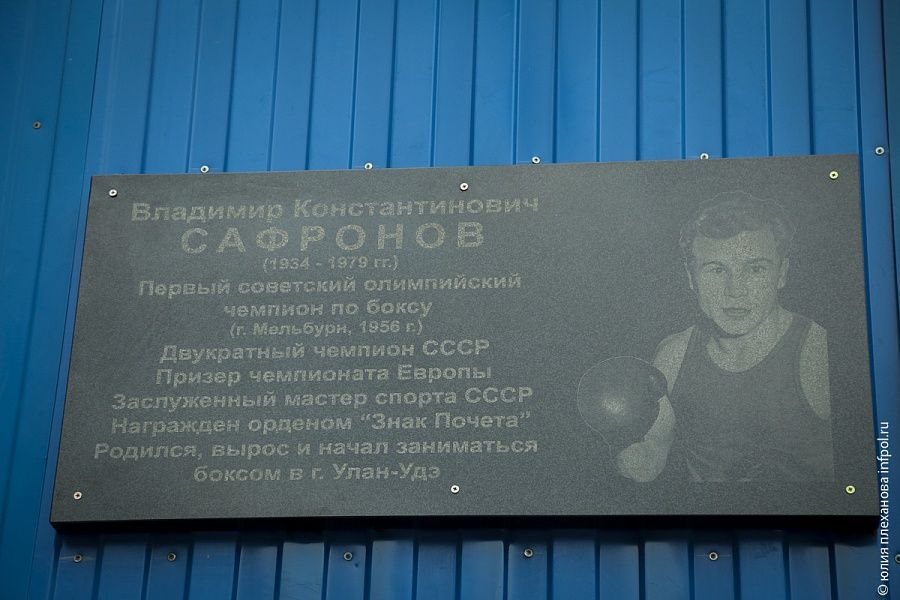 Владимир Константинович
САФРОНОВ
(1934 - 1979 гг.)
Первый советский олимпийский
чемпион по боксу
(г. Мельбурн, 1956 г.)
Двукратный чемпион СССР
Призер чемпионата Европы
Заслуженный мастер спорта СССР
Награжден орденом “Знак Почета”
Родился, вырос и начал заниматься
боксом в г. Улан-Удэ
© юлия плеханова infpol.ru